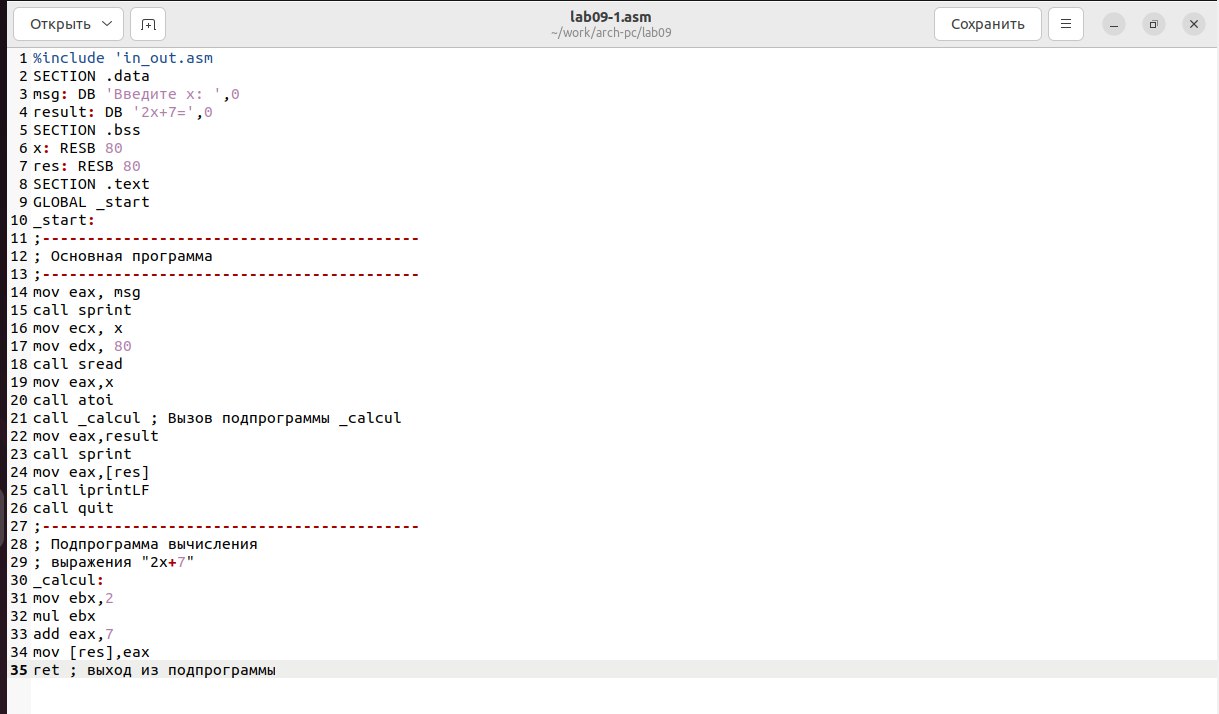 Открыть
lab09-1.asm
~/work/arch-pc/lab09
Сохранить
1 %include 'in_out.asm
2 SECTION .data
3 msg: DB 'Введите x: ',0
4 result: DB '2x+7=',0
5 SECTION .bss
6 x: RESB 80
7 res: RESB 80
8 SECTION .text
9 GLOBAL _start
10 _start:
11 ;------------------------------------------
12 ; Основная программа
13 ;------------------------------------------
14 mov eax, msg
15 call sprint
16 mov ecx, x
17 mov edx, 80
18 call sread
19 mov eax,x
20 call atoi
21 call _calcul ; Вызов подпрограммы _calcul
22 mov eax,result
23 call sprint
24 mov eax,[res]
25 call iprintLF
26 call quit
27 ;------------------------------------------
28 ; Подпрограмма вычисления
29 ; выражения "2x+7"
30 _calcul:
31 mov ebx,2
32 mul ebx
33 add eax,7
34 mov [res],eax
35 ret ; выход из подпрограммы